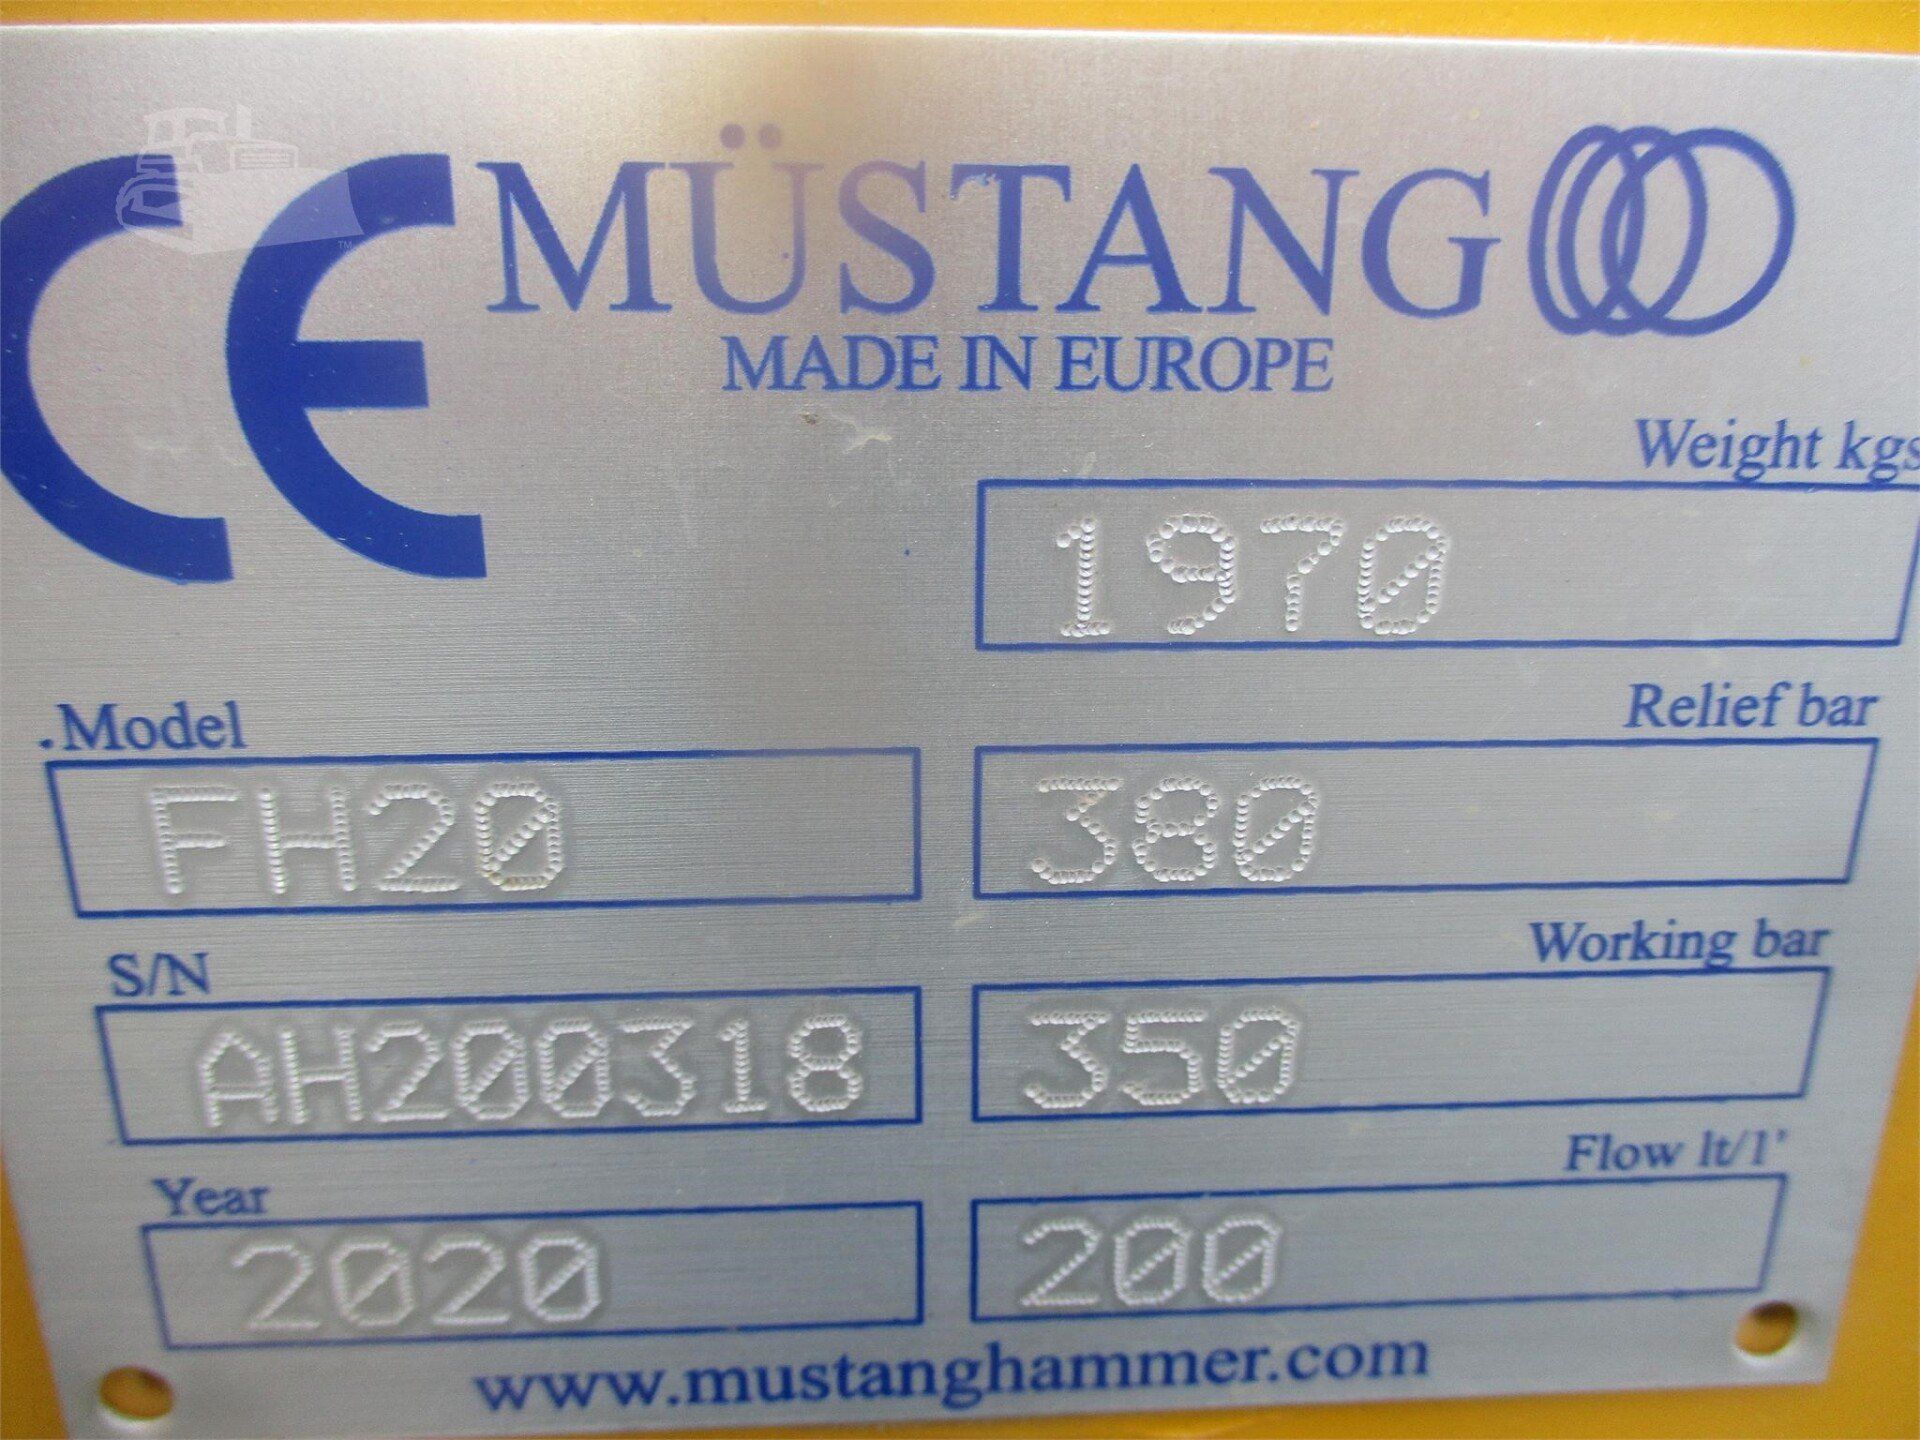 CE MÜSTANG
MADE IN EUROPE
Weight kgs
1970
.Model
Relief bar
FH20
380
S/N
Working bar
AH200318
350
Year
Flow lt/1'
2020
200
www.mustanghammer.com
TM